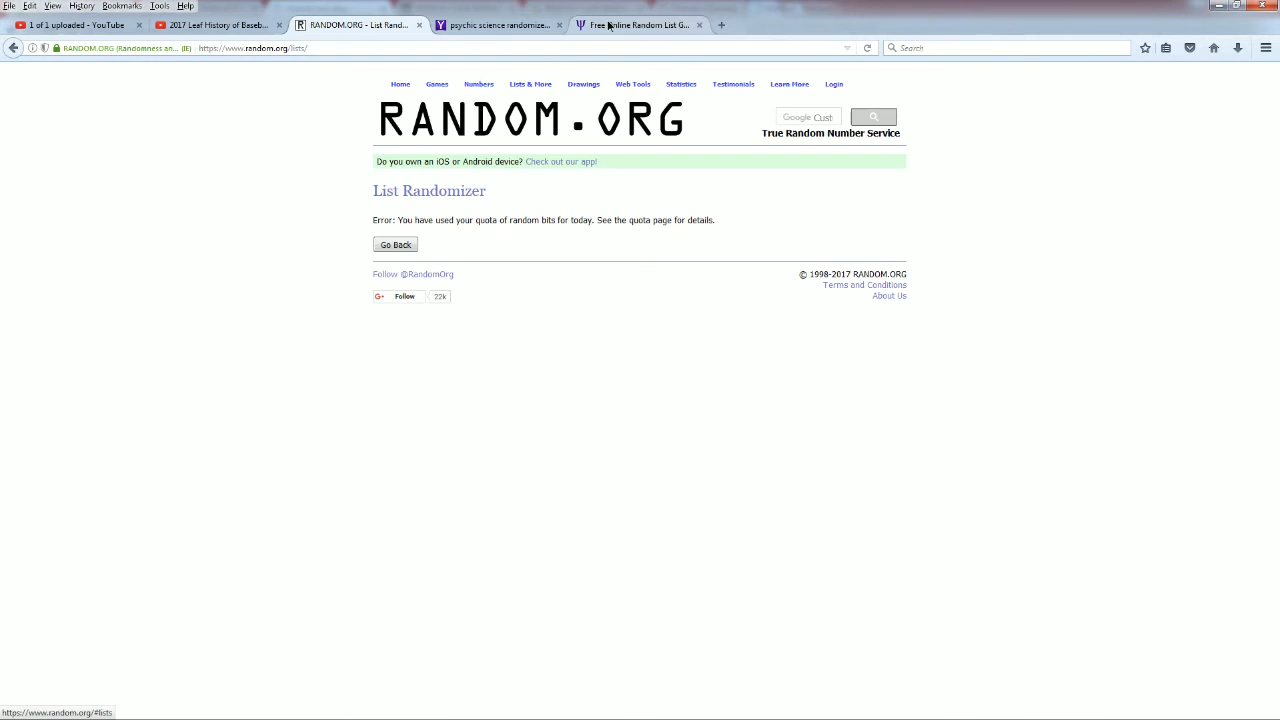 File Edit View History Bookmarks Tools Help
1 of 1 uploaded - YouTube × 2017 Leaf History of Baseb... × RANDOM.ORG - List Rand... × psychic science randomize... × Free Online Random List G... × +
RANDOM.ORG (Randomness an... (IE) https://www.random.org/lists/ Search
Home Games Numbers Lists & More Drawings Web Tools Statistics Testimonials Learn More Login
RANDOM.ORG
Google Cust
True Random Number Service
Do you own an iOS or Android device? Check out our app!
List Randomizer
Error: You have used your quota of random bits for today. See the quota page for details.
Go Back
Follow @RandomOrg © 1998-2017 RANDOM.ORG
Terms and Conditions
G+ Follow 22k About Us
https://www.random.org/#lists